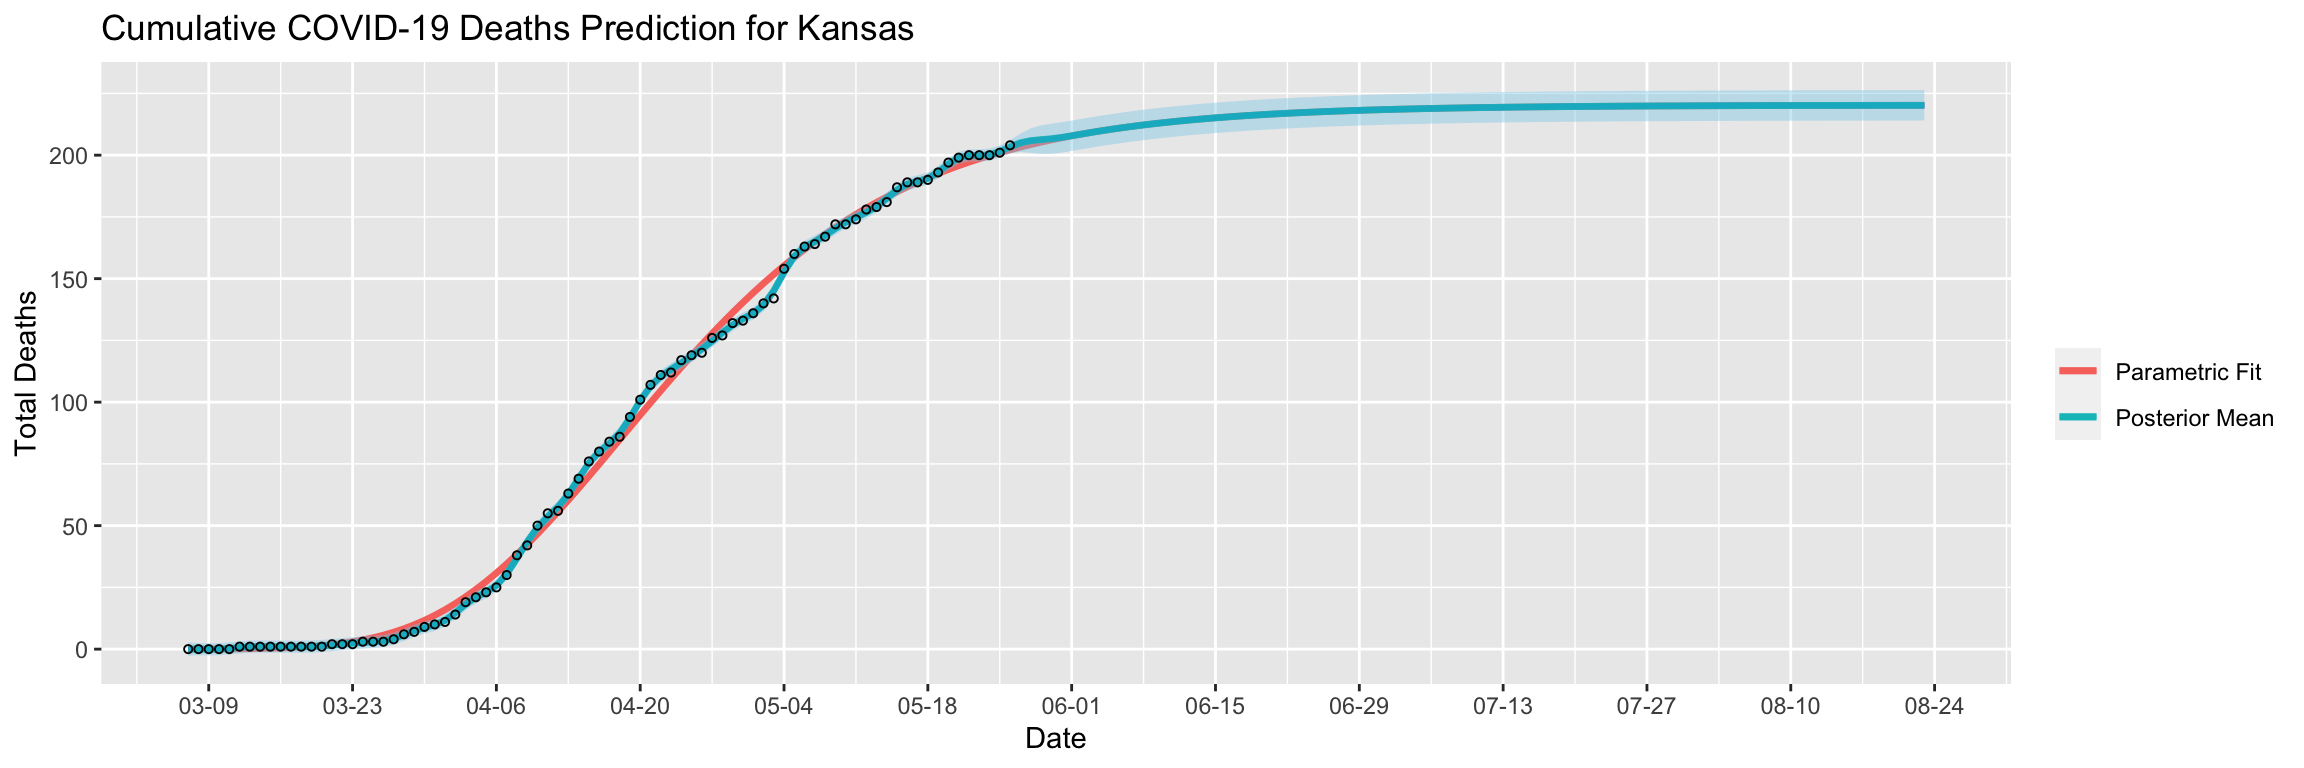 Cumulative COVID-19 Deaths Prediction for Kansas
Total Deaths
200
150
100
50
0
03-09 03-23 04-06 04-20 05-04 05-18 06-01 06-15 06-29 07-13 07-27 08-10 08-24
Date
Parametric Fit
Posterior Mean